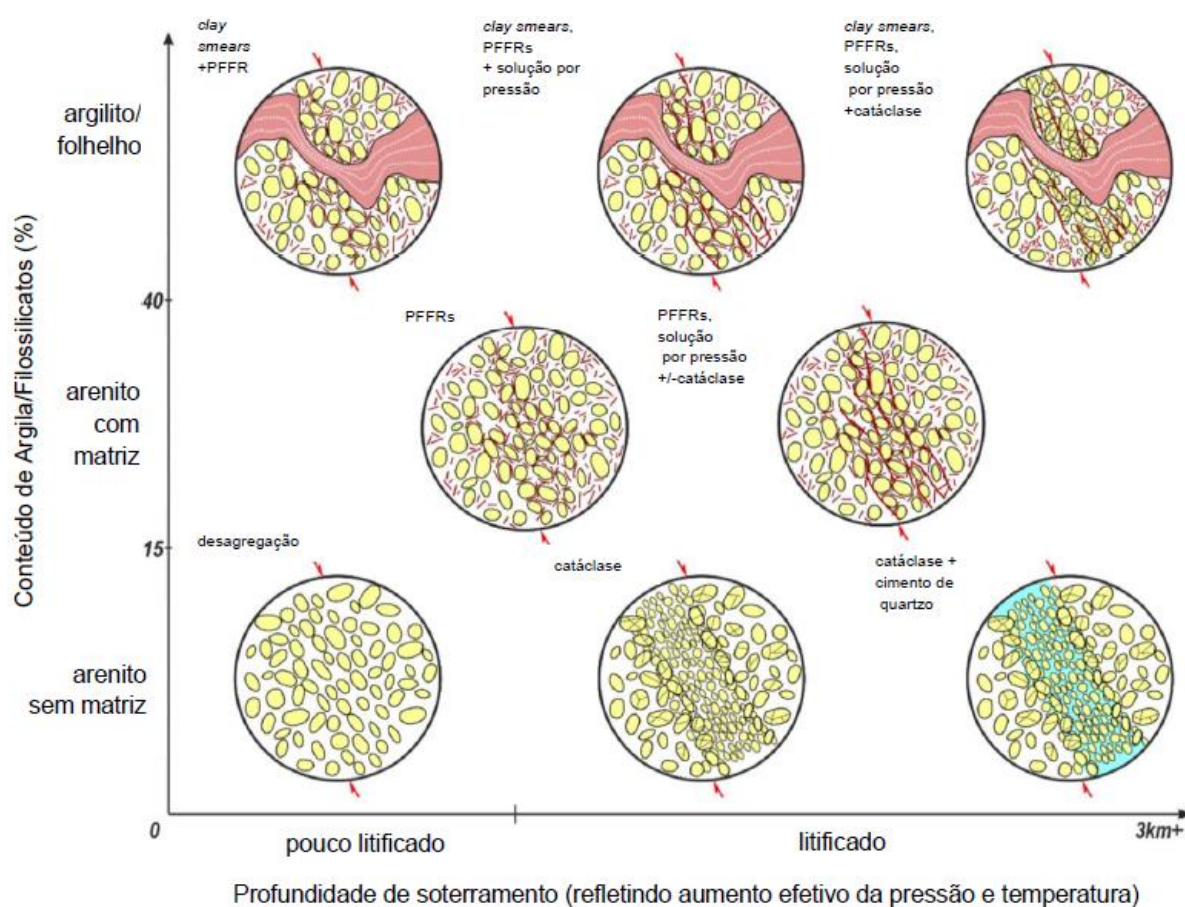 clay
smears
+PFFR
clay smears,
PFFRs
+ solução por
pressão
clay smears,
PFFRs,
solução
por pressão
+catáclase
argilito/
folhelho
Conteúdo de Argila/Filossilicatos (%)
40
PFFRs
PFFRs,
solução
por pressão
+/-catáclase
arenito
com
matriz
15
desagregação
catáclase
catáclase +
cimento de
quartzo
arenito
sem matriz
0
pouco litificado
litificado
3km+
Profundidade de soterramento (refletindo aumento efetivo da pressão e temperatura)